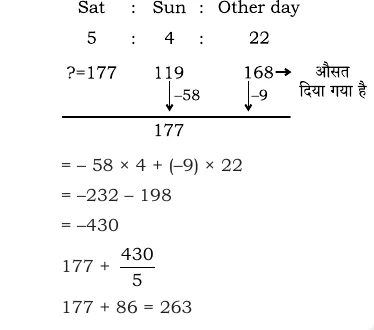 Sat : Sun : Other day
5 : 4 : 22
?=177 119 168→ औसत
–58 –9 दिया गया है
177
= – 58 × 4 + (–9) × 22
= –232 – 198
= –430
177 + 430/5
177 + 86 = 263